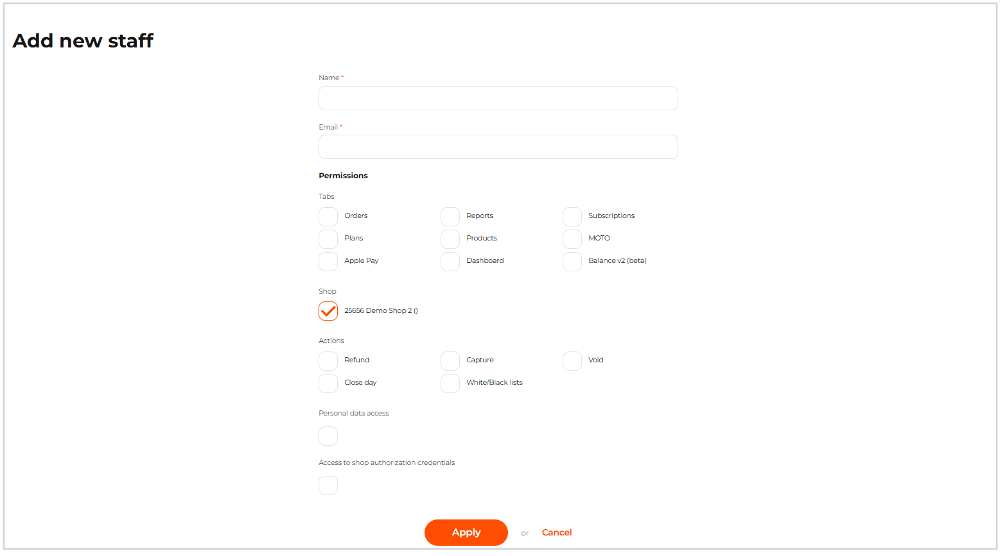 Add new staff
Name *
Email *
Permissions
Tabs
Orders Reports Subscriptions
Plans Products MOTO
Apple Pay Dashboard Balance v2 (beta)
Shop
25656 Demo Shop 2 ()
Actions
Refund Capture Void
Close day White/Black lists
Personal data access
Access to shop authorization credentials
Apply or Cancel